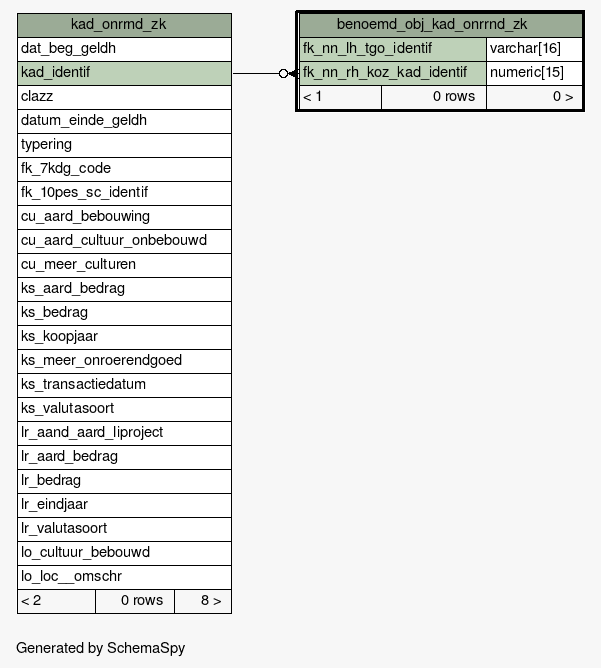 kad_onrrnd_zk
dat_beg_geldh
kad_identif
clazz
datum_einde_geldh
typering
fk_7kdg_code
fk_10pes_sc_identif
cu_aard_bebouwing
cu_aard_cultuur_onbebouwd
cu_meer_culturen
ks_aard_bedrag
ks_bedrag
ks_koopjaar
ks_meer_onroerendgoed
ks_transactiedatum
ks_valutasoort
lr_aand_aard_liproject
lr_aard_bedrag
lr_bedrag
lr_eindjaar
lr_valutasoort
lo_cultuur_bebouwd
lo_loc__omschr
< 2 0 rows 8 >
benoemd_obj_kad_onrrnd_zk
fk_nn_lh_tgo_identif varchar[16]
fk_nn_rh_koz_kad_identif numeric[15]
< 1 0 rows 0 >
Generated by SchemaSpy